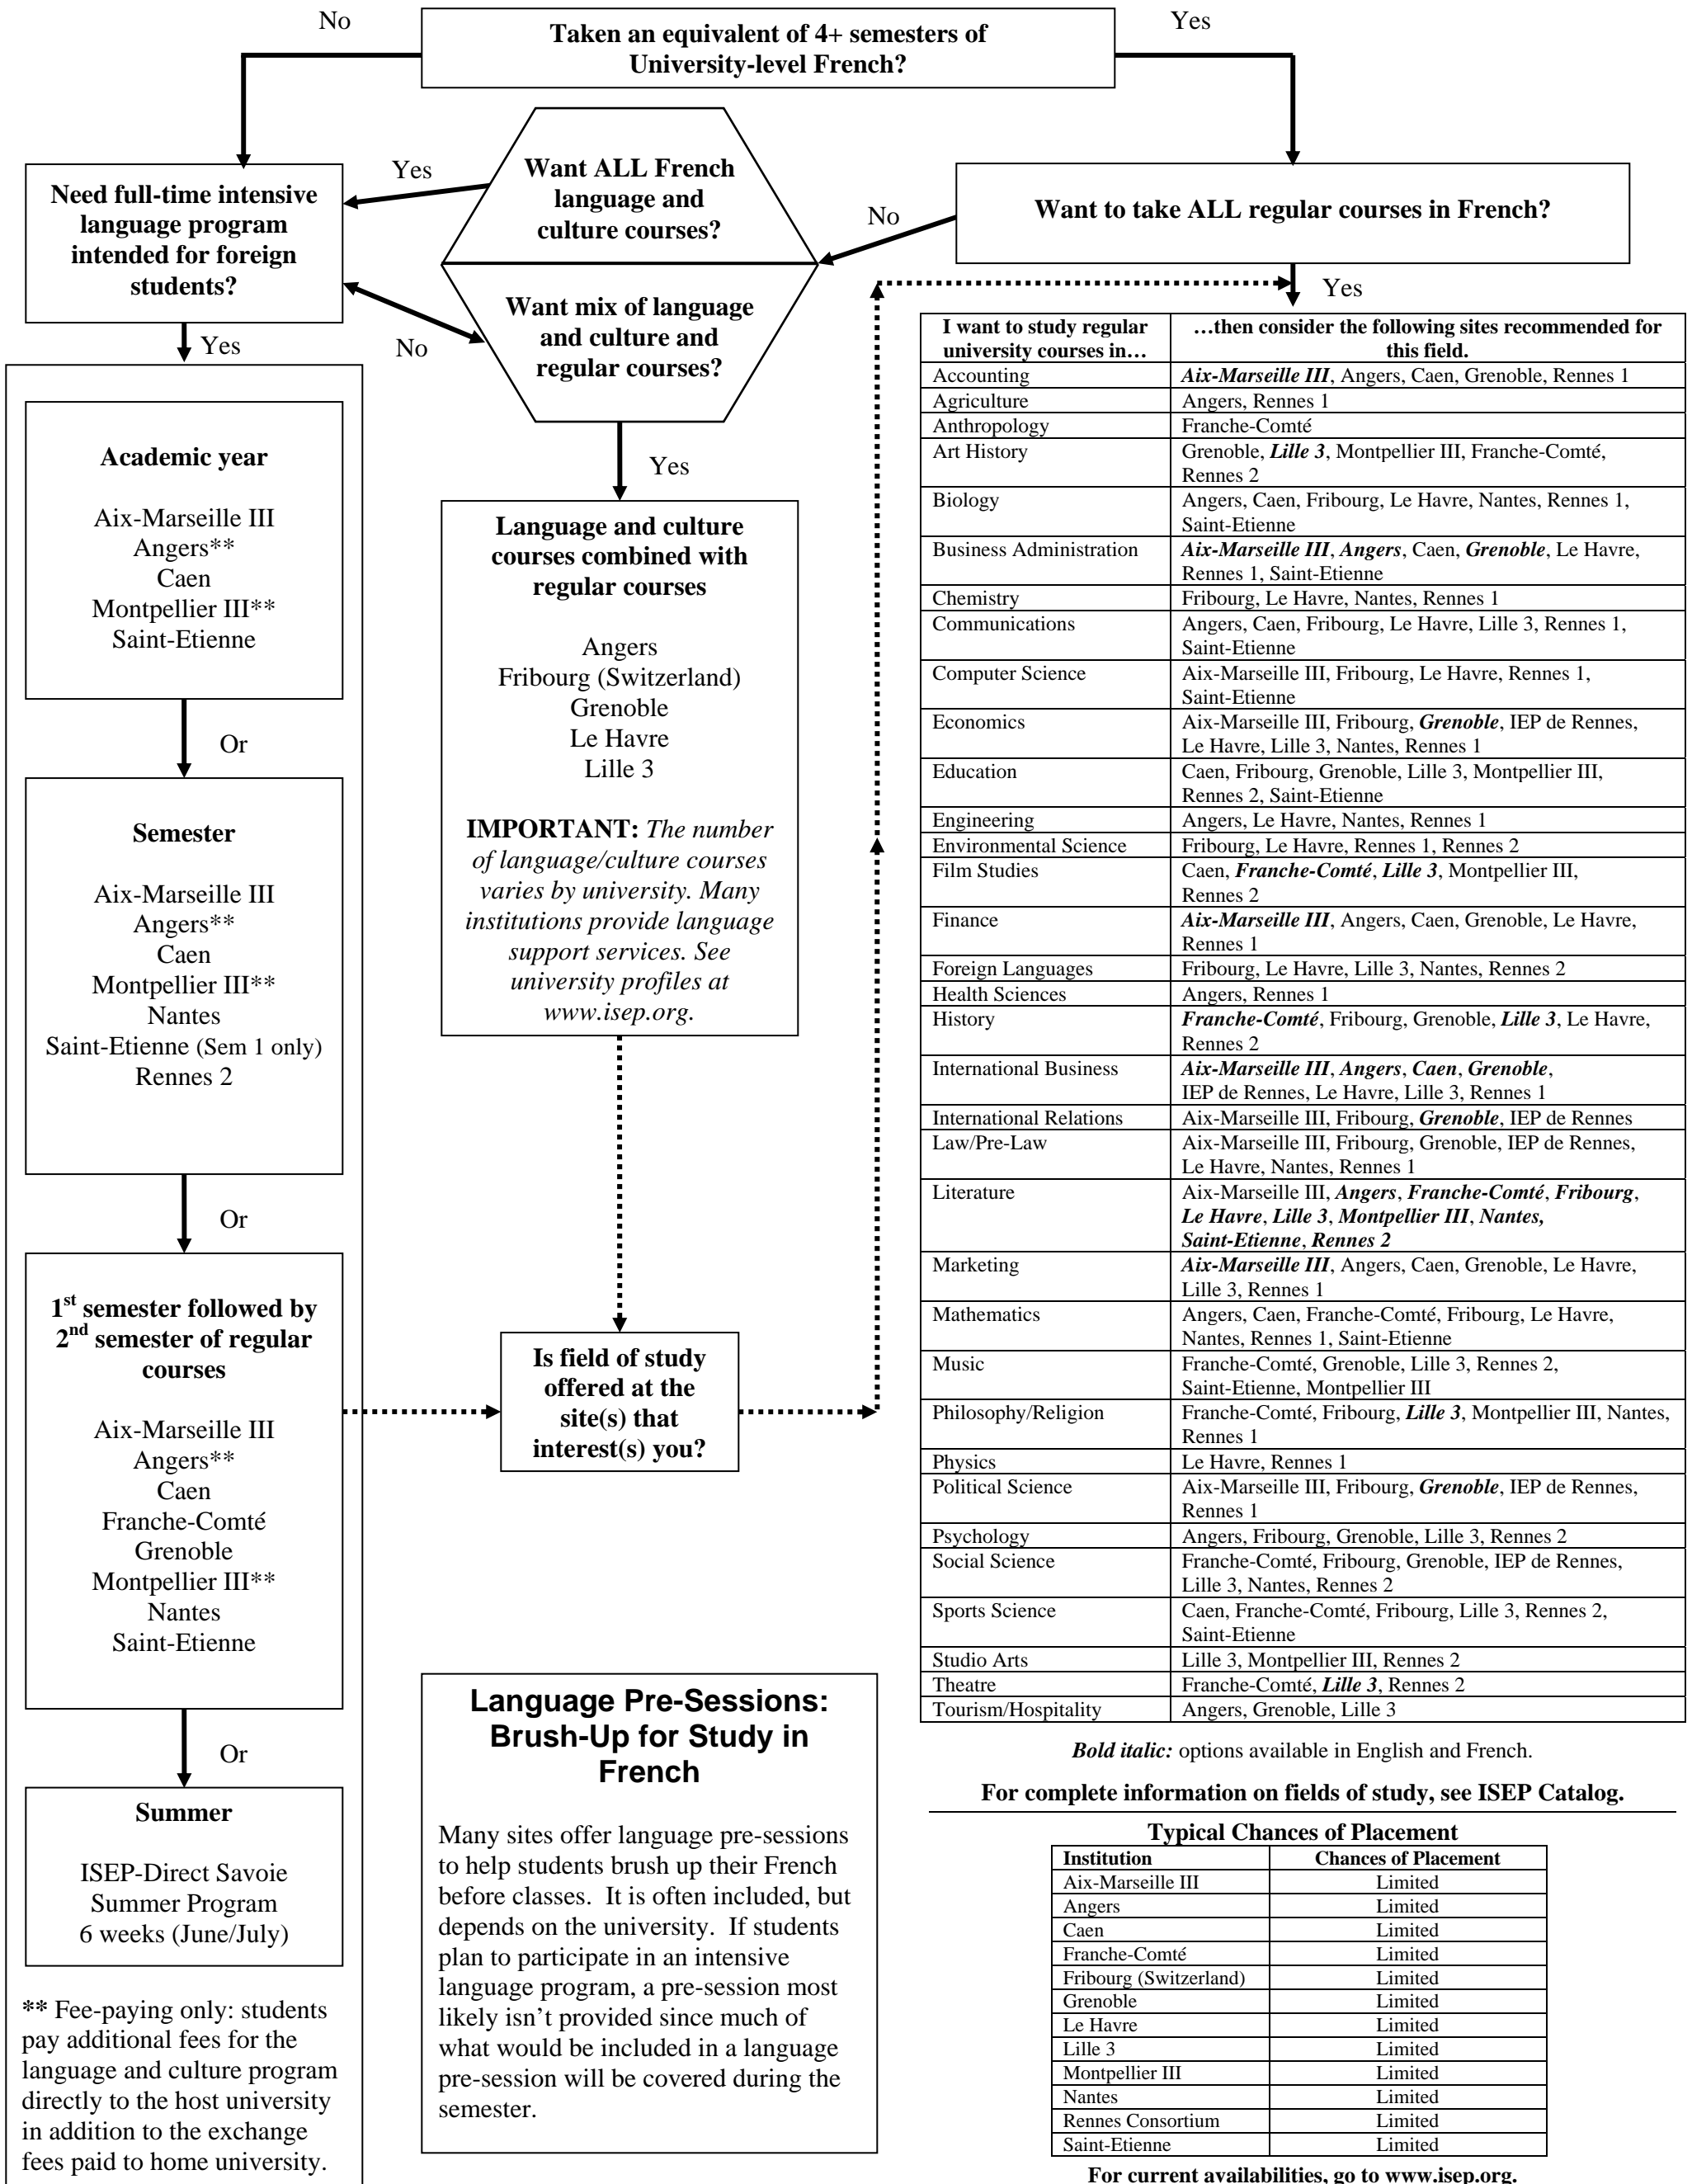 No
Taken an equivalent of 4+ semesters of
University-level French?
Yes
Need full-time intensive
language program
intended for foreign
students?
Yes
Want ALL French
language and
culture courses?
Want mix of language
and culture and
regular courses?
No
No
Want to take ALL regular courses in French?
Yes
Yes
Academic year
Aix-Marseille III
Angers**
Caen
Montpellier III**
Saint-Etienne
Or
Semester
Aix-Marseille III
Angers**
Caen
Montpellier III**
Nantes
Saint-Etienne (Sem 1 only)
Rennes 2
Or
1st semester followed by
2nd semester of regular
courses
Aix-Marseille III
Angers**
Caen
Franche-Comté
Grenoble
Montpellier III**
Nantes
Saint-Etienne
Or
Summer
ISEP-Direct Savoie
Summer Program
6 weeks (June/July)
** Fee-paying only: students
pay additional fees for the
language and culture program
directly to the host university
in addition to the exchange
fees paid to home university.
Yes
Language and culture
courses combined with
regular courses
Angers
Fribourg (Switzerland)
Grenoble
Le Havre
Lille 3
IMPORTANT: The number
of language/culture courses
varies by university. Many
institutions provide language
support services. See
university profiles at
www.isep.org.
Is field of study
offered at the
site(s) that
interest(s) you?
Language Pre-Sessions:
Brush-Up for Study in
French
Many sites offer language pre-sessions
to help students brush up their French
before classes. It is often included, but
depends on the university. If students
plan to participate in an intensive
language program, a pre-session most
likely isn't provided since much of
what would be included in a language
pre-session will be covered during the
semester.
I want to study regular
university courses in…
…then consider the following sites recommended for
this field.
Accounting
Aix-Marseille III, Angers, Caen, Grenoble, Rennes 1
Agriculture
Angers, Rennes 1
Anthropology
Franche-Comté
Art History
Grenoble, Lille 3, Montpellier III, Franche-Comté,
Rennes 2
Biology
Angers, Caen, Fribourg, Le Havre, Nantes, Rennes 1,
Saint-Etienne
Business Administration
Aix-Marseille III, Angers, Caen, Grenoble, Le Havre,
Rennes 1, Saint-Etienne
Chemistry
Fribourg, Le Havre, Nantes, Rennes 1
Communications
Angers, Caen, Fribourg, Le Havre, Lille 3, Rennes 1,
Saint-Etienne
Computer Science
Aix-Marseille III, Fribourg, Le Havre, Rennes 1,
Saint-Etienne
Economics
Aix-Marseille III, Fribourg, Grenoble, IEP de Rennes,
Le Havre, Lille 3, Nantes, Rennes 1
Education
Caen, Fribourg, Grenoble, Lille 3, Montpellier III,
Rennes 2, Saint-Etienne
Engineering
Angers, Le Havre, Nantes, Rennes 1
Environmental Science
Fribourg, Le Havre, Rennes 1, Rennes 2
Film Studies
Caen, Franche-Comté, Lille 3, Montpellier III,
Rennes 2
Finance
Aix-Marseille III, Angers, Caen, Grenoble, Le Havre,
Rennes 1
Foreign Languages
Fribourg, Le Havre, Lille 3, Nantes, Rennes 2
Health Sciences
Angers, Rennes 1
History
Franche-Comté, Fribourg, Grenoble, Lille 3, Le Havre,
Rennes 2
International Business
Aix-Marseille III, Angers, Caen, Grenoble,
IEP de Rennes, Le Havre, Lille 3, Rennes 1
International Relations
Aix-Marseille III, Fribourg, Grenoble, IEP de Rennes
Law/Pre-Law
Aix-Marseille III, Fribourg, Grenoble, IEP de Rennes,
Le Havre, Nantes, Rennes 1
Literature
Aix-Marseille III, Angers, Franche-Comté, Fribourg,
Le Havre, Lille 3, Montpellier III, Nantes,
Saint-Etienne, Rennes 2
Marketing
Aix-Marseille III, Angers, Caen, Grenoble, Le Havre,
Lille 3, Rennes 1
Mathematics
Angers, Caen, Franche-Comté, Fribourg, Le Havre,
Nantes, Rennes 1, Saint-Etienne
Music
Franche-Comté, Grenoble, Lille 3, Rennes 2,
Saint-Etienne, Montpellier III
Philosophy/Religion
Franche-Comté, Fribourg, Lille 3, Montpellier III, Nantes,
Rennes 1
Physics
Le Havre, Rennes 1
Political Science
Aix-Marseille III, Fribourg, Grenoble, IEP de Rennes,
Rennes 1
Psychology
Angers, Fribourg, Grenoble, Lille 3, Rennes 2
Social Science
Franche-Comté, Fribourg, Grenoble, IEP de Rennes,
Lille 3, Nantes, Rennes 2
Sports Science
Caen, Franche-Comté, Fribourg, Lille 3, Rennes 2,
Saint-Etienne
Studio Arts
Lille 3, Montpellier III, Rennes 2
Theatre
Franche-Comté, Lille 3, Rennes 2
Tourism/Hospitality
Angers, Grenoble, Lille 3
Bold italic: options available in English and French.
For complete information on fields of study, see ISEP Catalog.
Typical Chances of Placement
Institution
Chances of Placement
Aix-Marseille III
Limited
Angers
Limited
Caen
Limited
Franche-Comté
Limited
Fribourg (Switzerland)
Limited
Grenoble
Limited
Le Havre
Limited
Lille 3
Limited
Montpellier III
Limited
Nantes
Limited
Rennes Consortium
Limited
Saint-Etienne
Limited
For current availabilities, go to www.isep.org.